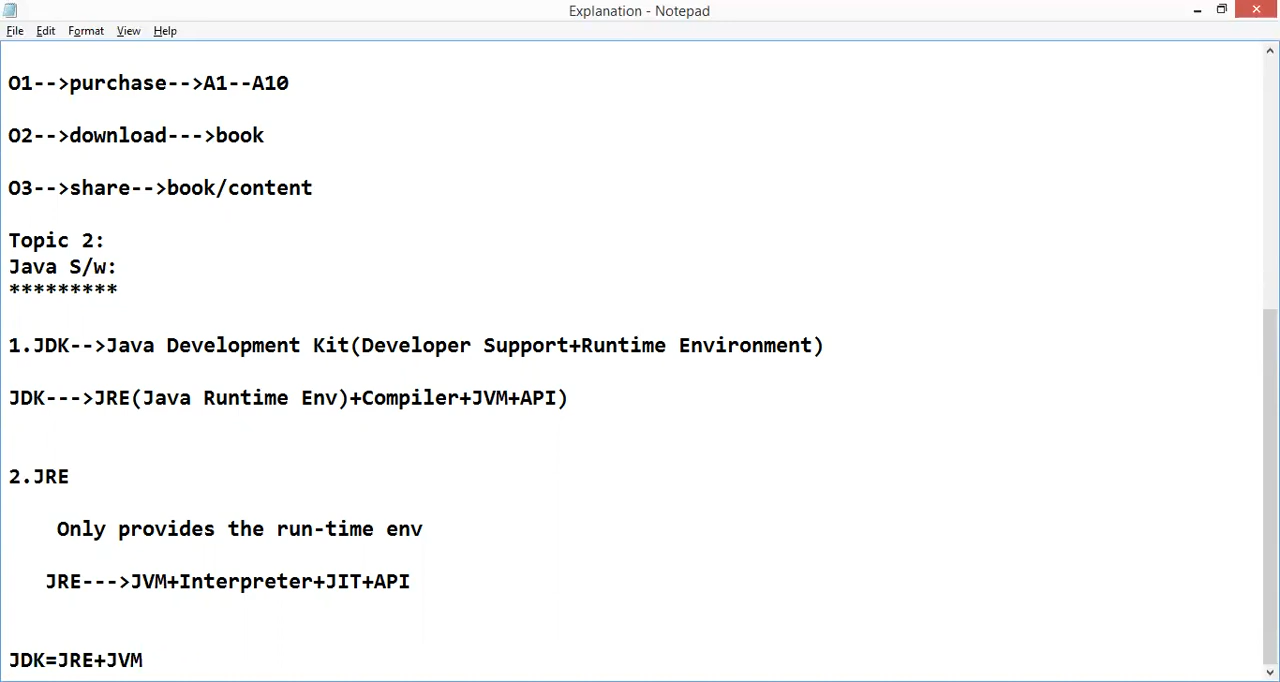 Explanation - Notepad
File Edit Format View Help
O1-->purchase-->A1--A10
O2-->download--->book
O3-->share-->book/content
Topic 2:
Java S/w:
*********
1.JDK-->Java Development Kit(Developer Support+Runtime Environment)
JDK--->JRE(Java Runtime Env)+Compiler+JVM+API)
2.JRE
Only provides the run-time env
JRE--->JVM+Interpreter+JIT+API
JDK=JRE+JVM